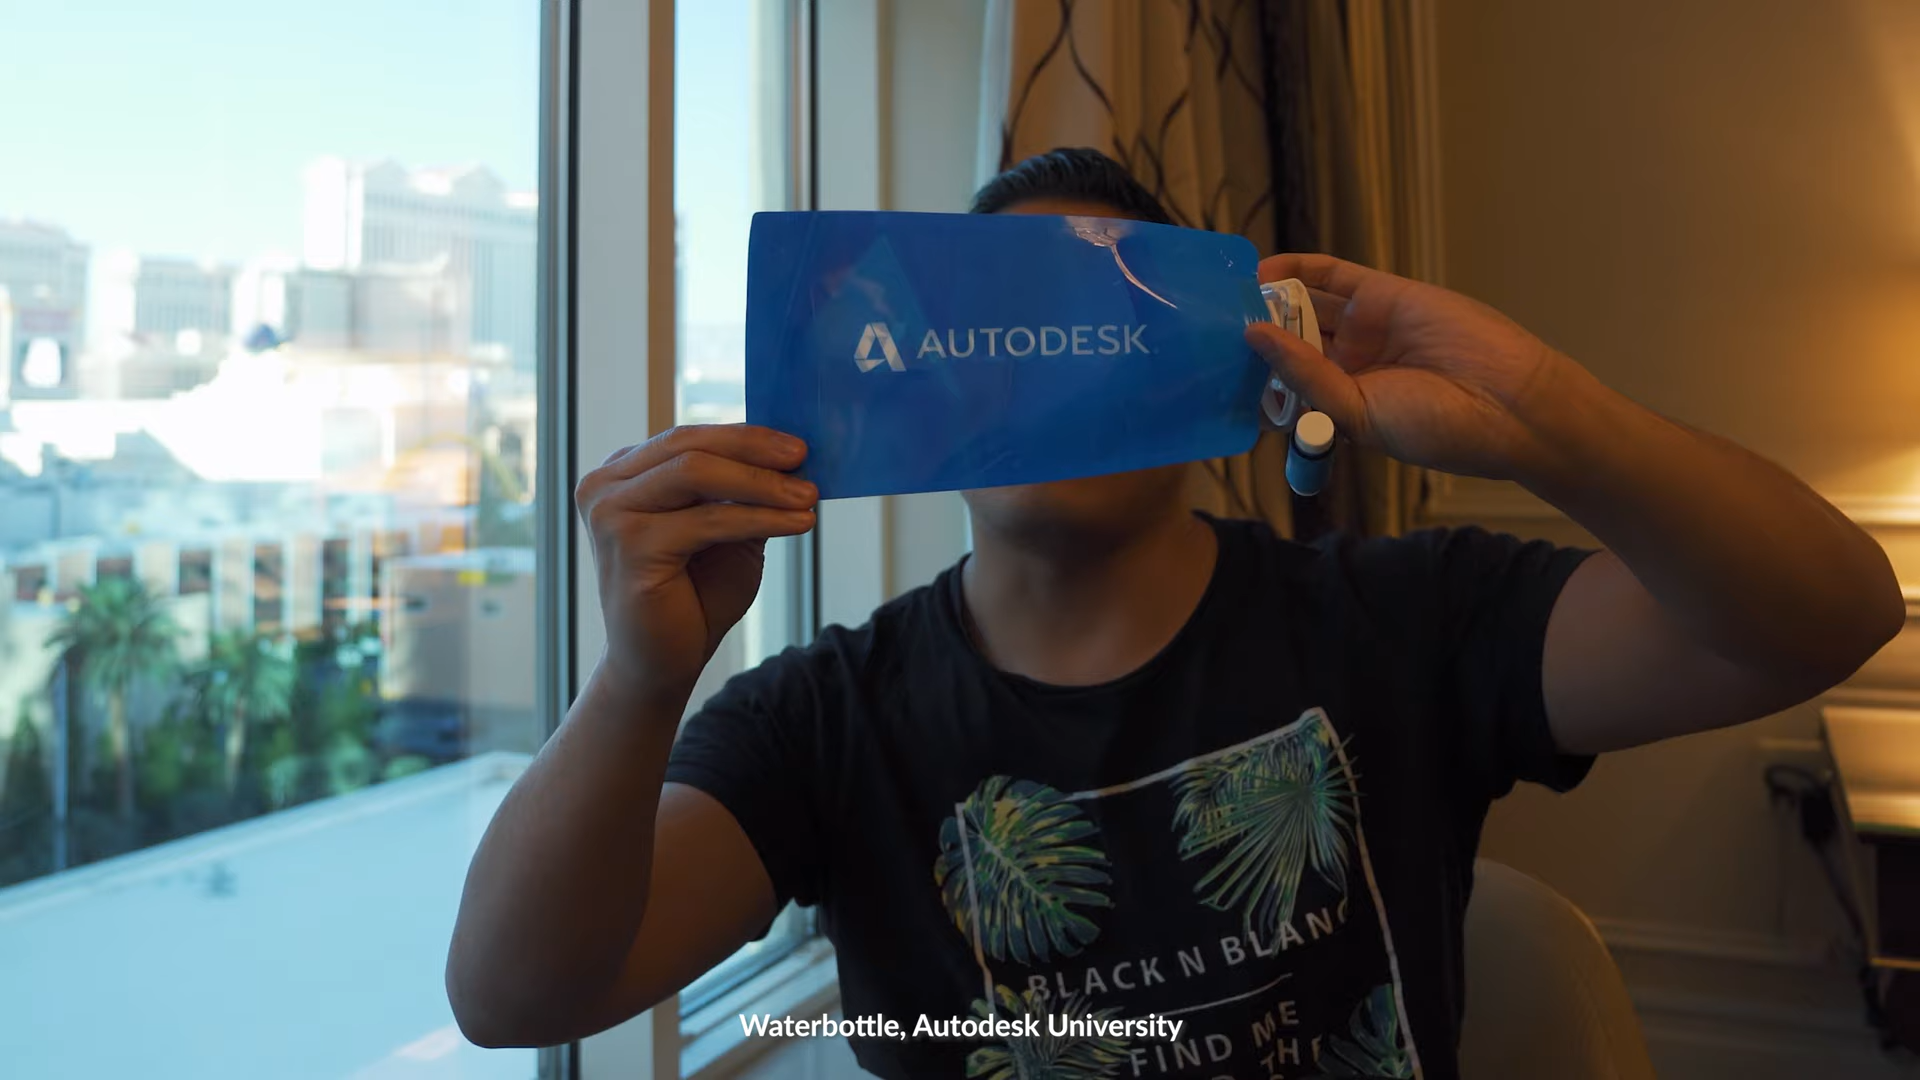 AUTODESK
BLACK N BLANC
FIND ME
Waterbottle, Autodesk University